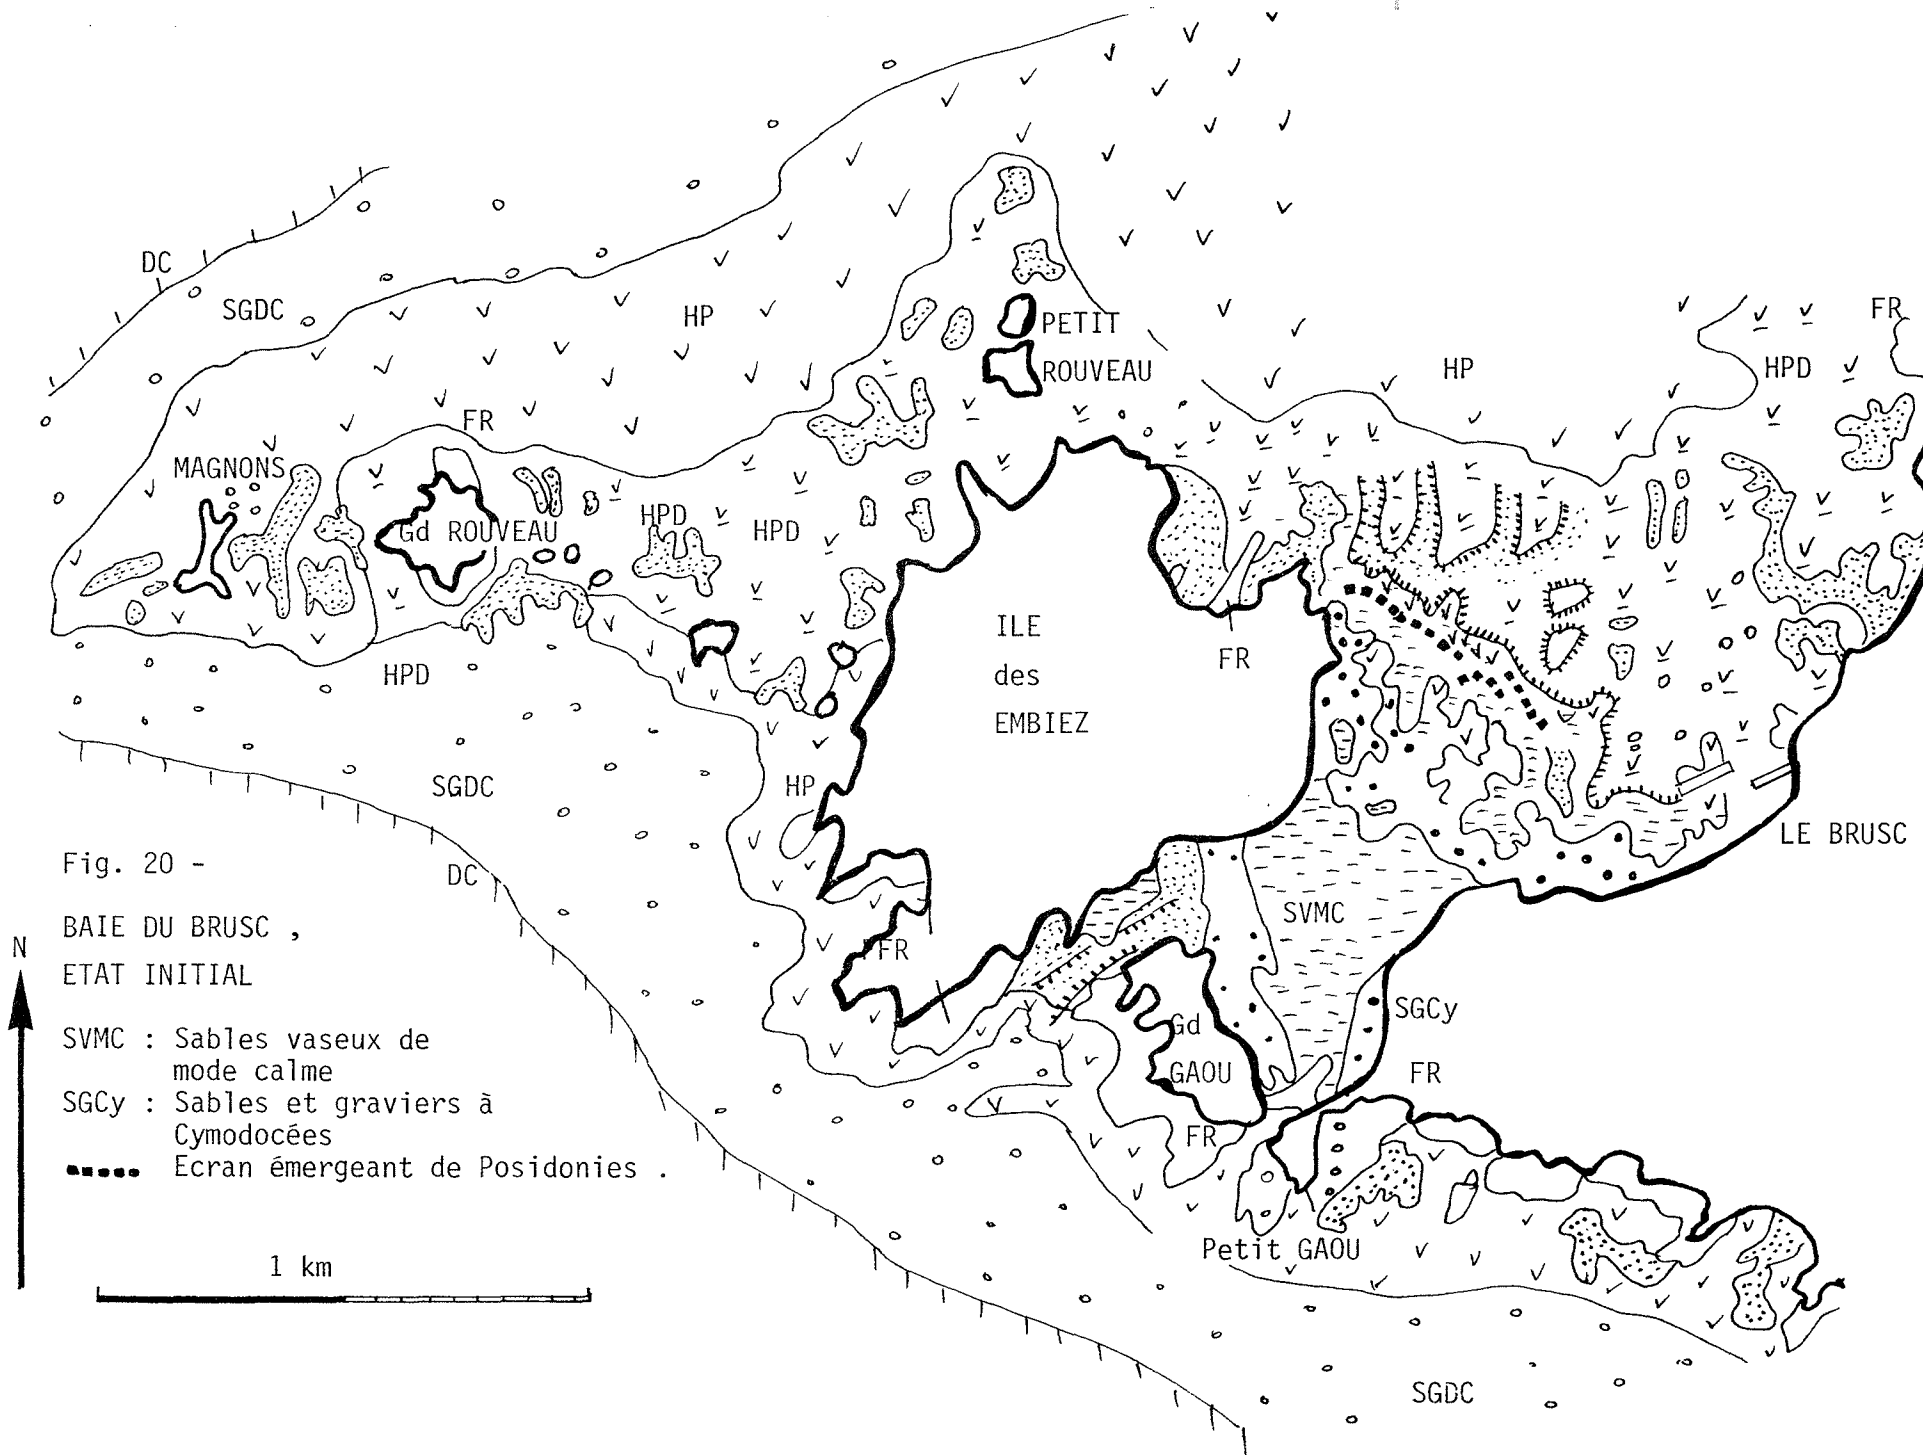 DC
SGDC
HP
PETIT
ROUVEAU
HP
HPD
FR
FR
MAGNONS
Gd ROUVEAU
HPD
HPD
ILE
des
EMBIEZ
FR
HPD
SGDC
HP
LE BRUSC
DC
SVMC
FR
SGCy
Gd
GAOU
FR
FR
Petit GAOU
SGDC
Fig. 20 -
BAIE DU BRUSC ,
ETAT INITIAL
N
SVMC : Sables vaseux de
mode calme
SGCy : Sables et graviers à
Cymodocées
Ecran émergeant de Posidonies .
1 km